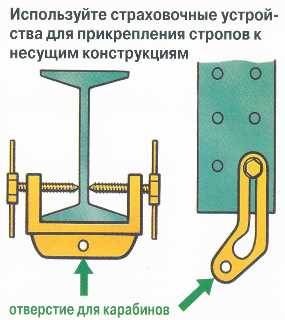 Используйте страховочные устрой-
ства для прикрепления стропов к
несущим конструкциям
отверстие для карабинов